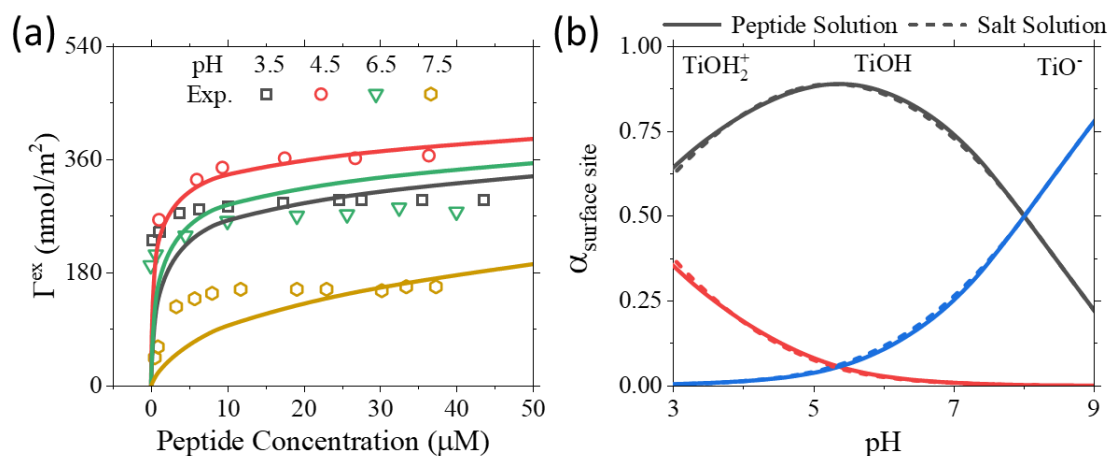 (a)
540
360
180
0
Γᵉˣ (nmol/m²)
pH 3.5 4.5 6.5 7.5
Exp.
0 10 20 30 40 50
Peptide Concentration (μM)
(b)
Peptide Solution Salt Solution
1.00
0.75
0.50
0.25
0.00
α surface site
TiOH₂⁺ TiOH TiO⁻
3 5 7 9
pH